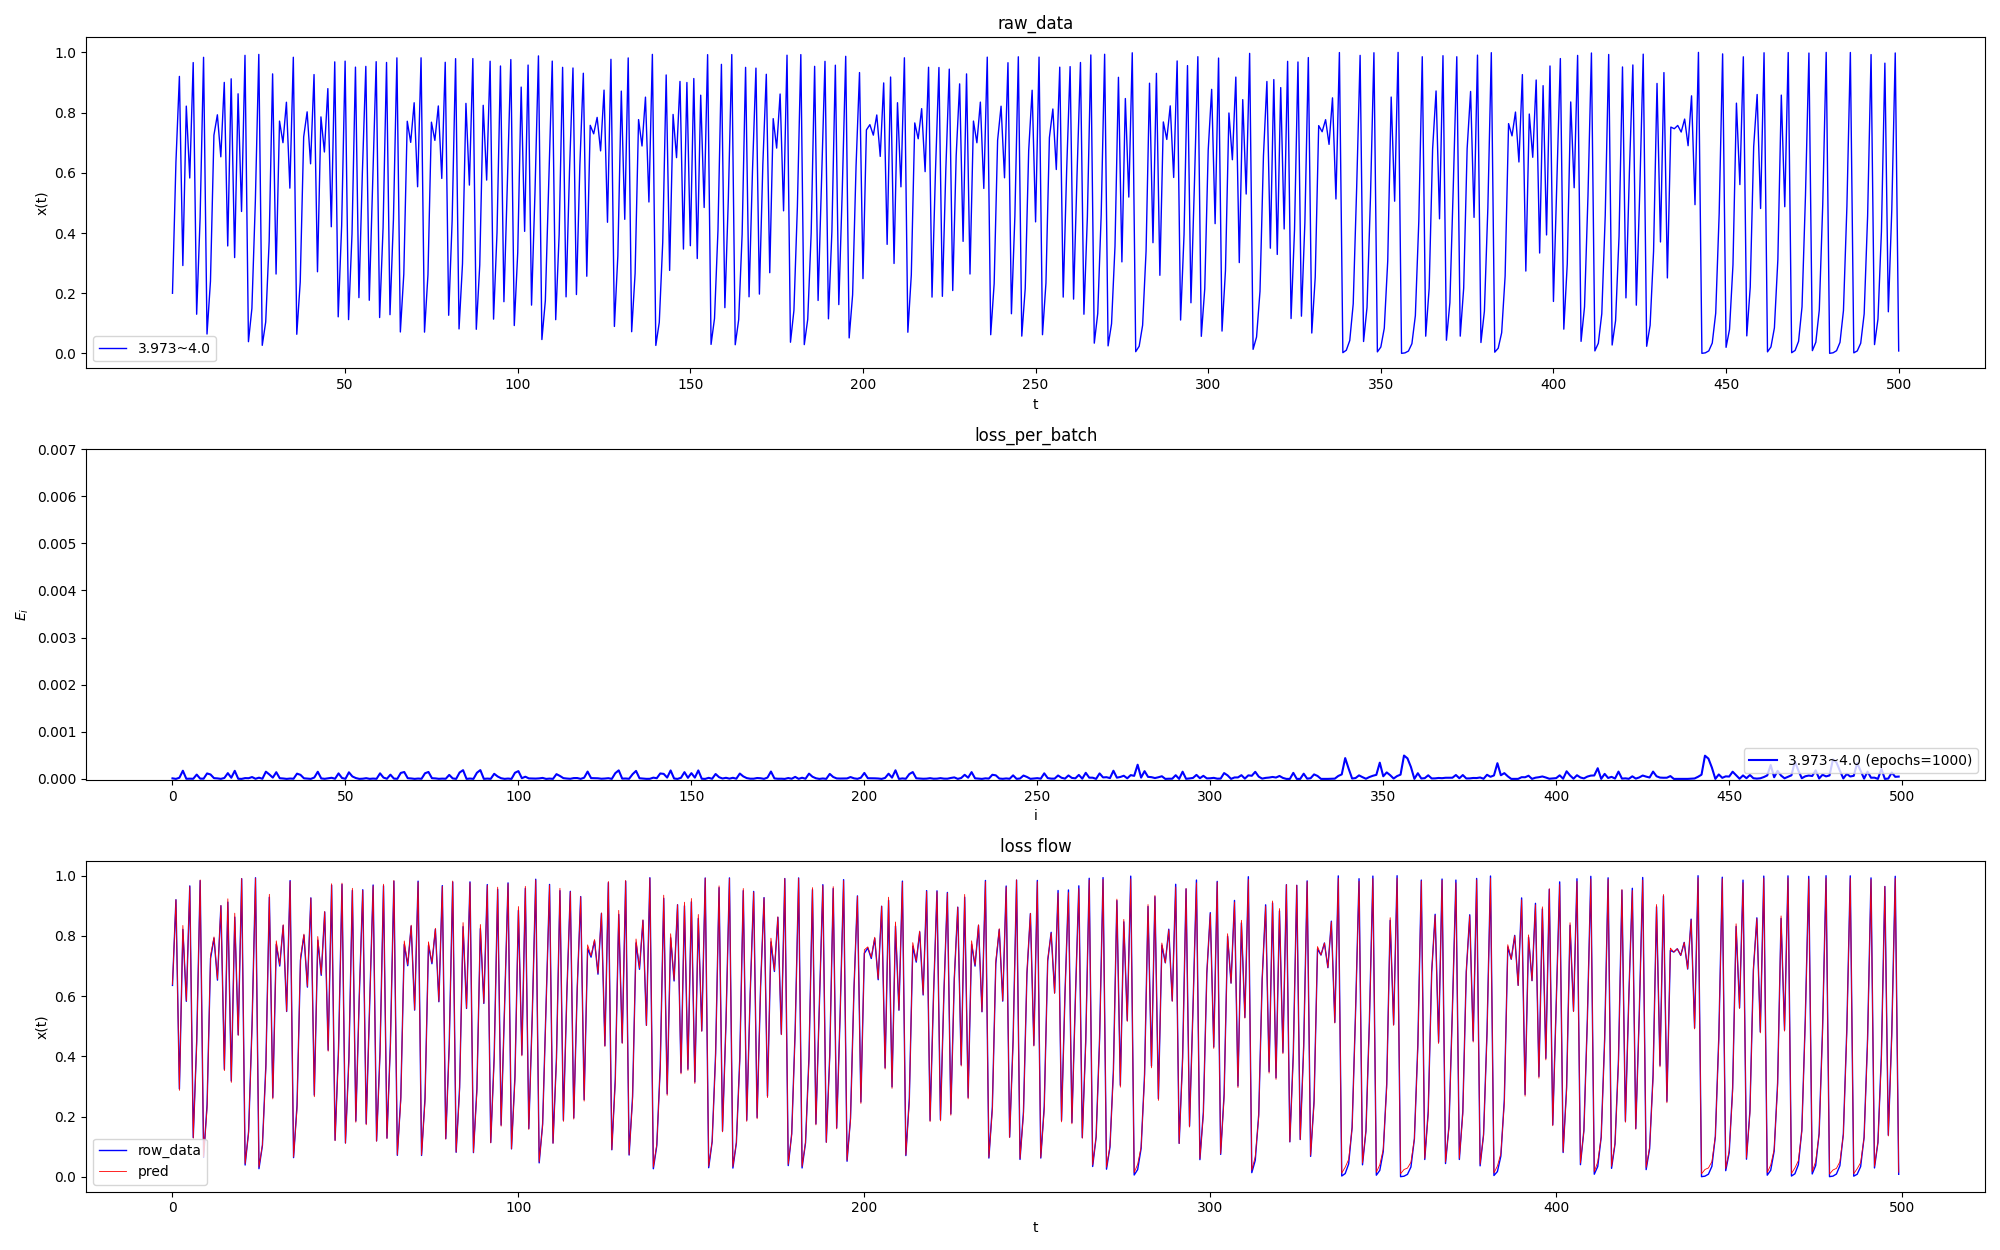 raw_data
1.0
0.8
0.6
0.4
0.2
0.0
x(t)
3.973~4.0
50 100 150 200 250 300 350 400 450 500
t
loss_per_batch
0.007
0.006
0.005
0.004
0.003
0.002
0.001
0.000
E_i
3.973~4.0 (epochs=1000)
0 50 100 150 200 250 300 350 400 450 500
i
loss flow
1.0
0.8
0.6
0.4
0.2
0.0
x(t)
row_data
pred
0 100 200 300 400 500
t